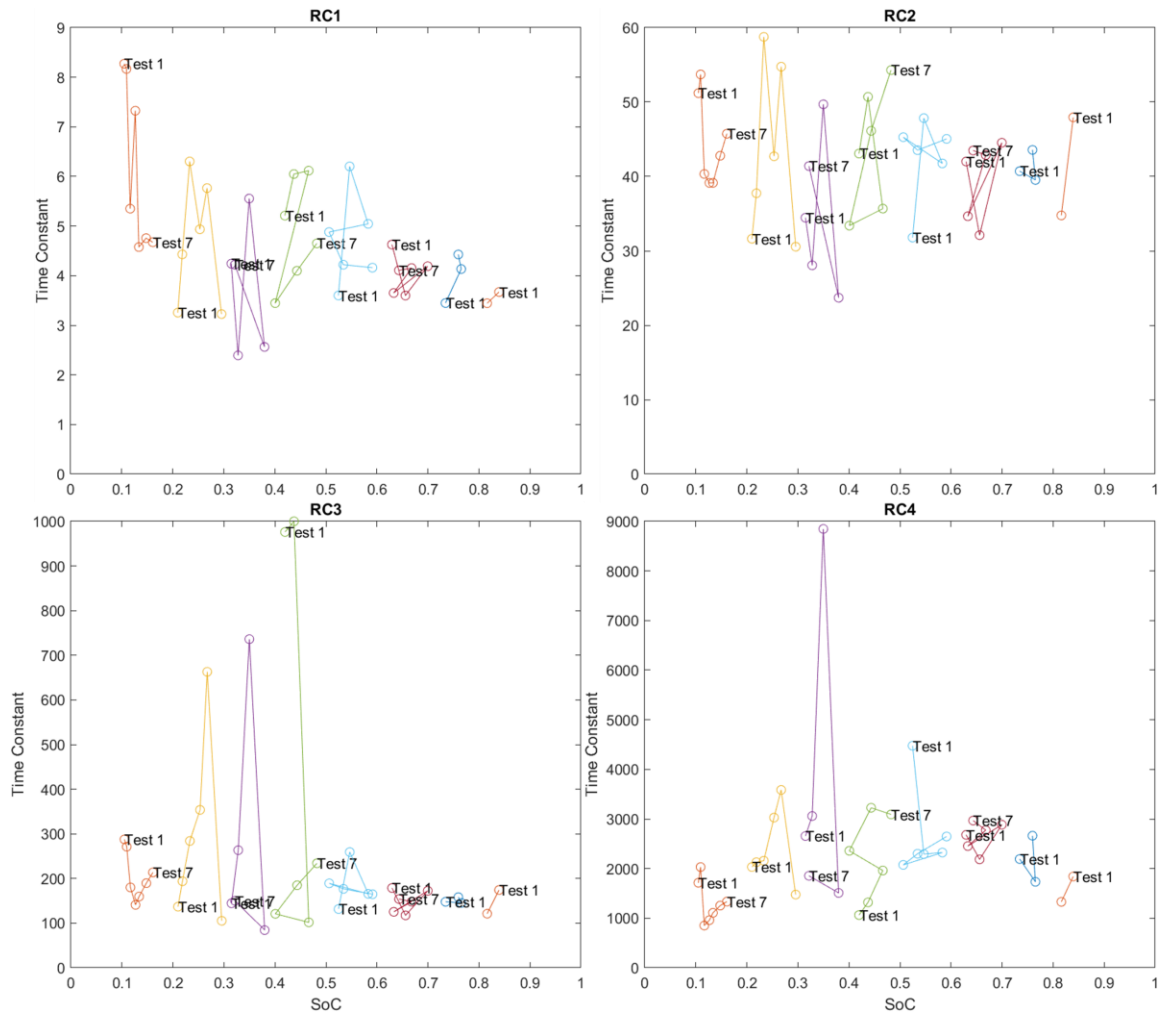 RC1
Time Constant
9
8
7
6
5
4
3
2
1
0
Test 1
Test 7
Test 1
Test 1
Test 7
Test 1
Test 7
Test 1
Test 1
Test 7
Test 1
Test 1
0 0.1 0.2 0.3 0.4 0.5 0.6 0.7 0.8 0.9 1
RC2
Time Constant
60
50
40
30
20
10
0
Test 1
Test 7
Test 1
Test 7
Test 1
Test 7
Test 1
Test 1
Test 7
Test 1
Test 1
Test 1
0 0.1 0.2 0.3 0.4 0.5 0.6 0.7 0.8 0.9 1
RC3
Time Constant
1000
900
800
700
600
500
400
300
200
100
0
Test 1
Test 7
Test 1
Test 1
Test 7
Test 1
Test 7
Test 1
Test 1
Test 7
Test 1
Test 1
0 0.1 0.2 0.3 0.4 0.5 0.6 0.7 0.8 0.9 1
SoC
RC4
Time Constant
9000
8000
7000
6000
5000
4000
3000
2000
1000
0
Test 1
Test 7
Test 1
Test 1
Test 7
Test 7
Test 1
Test 1
Test 7
Test 1
Test 1
Test 1
0 0.1 0.2 0.3 0.4 0.5 0.6 0.7 0.8 0.9 1
SoC